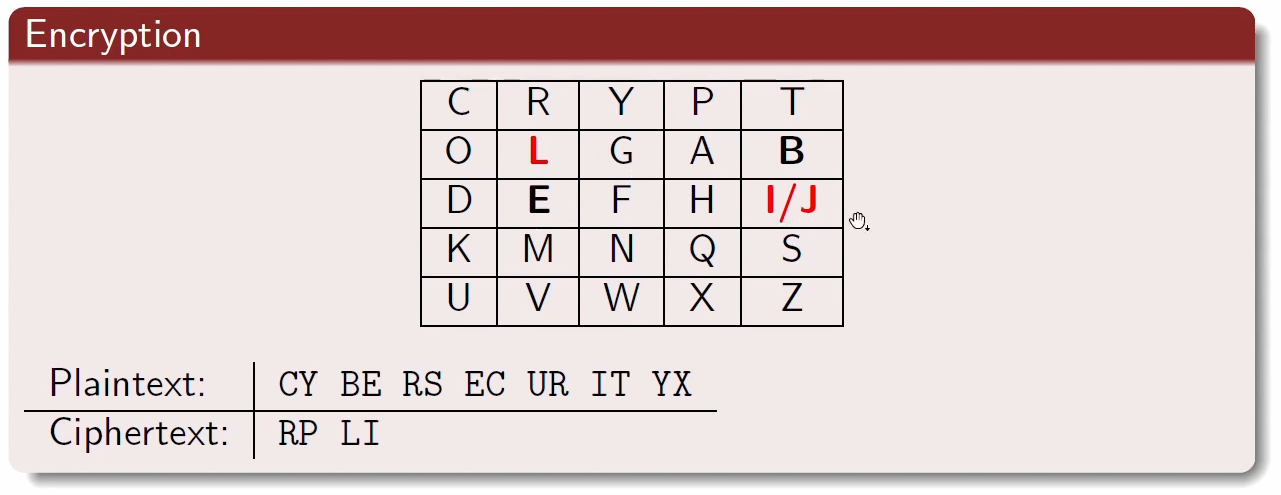 Encryption
C R Y P T
O L G A B
D E F H I/J
K M N Q S
U V W X Z
Plaintext: CY BE RS EC UR IT YX
Ciphertext: RP LI